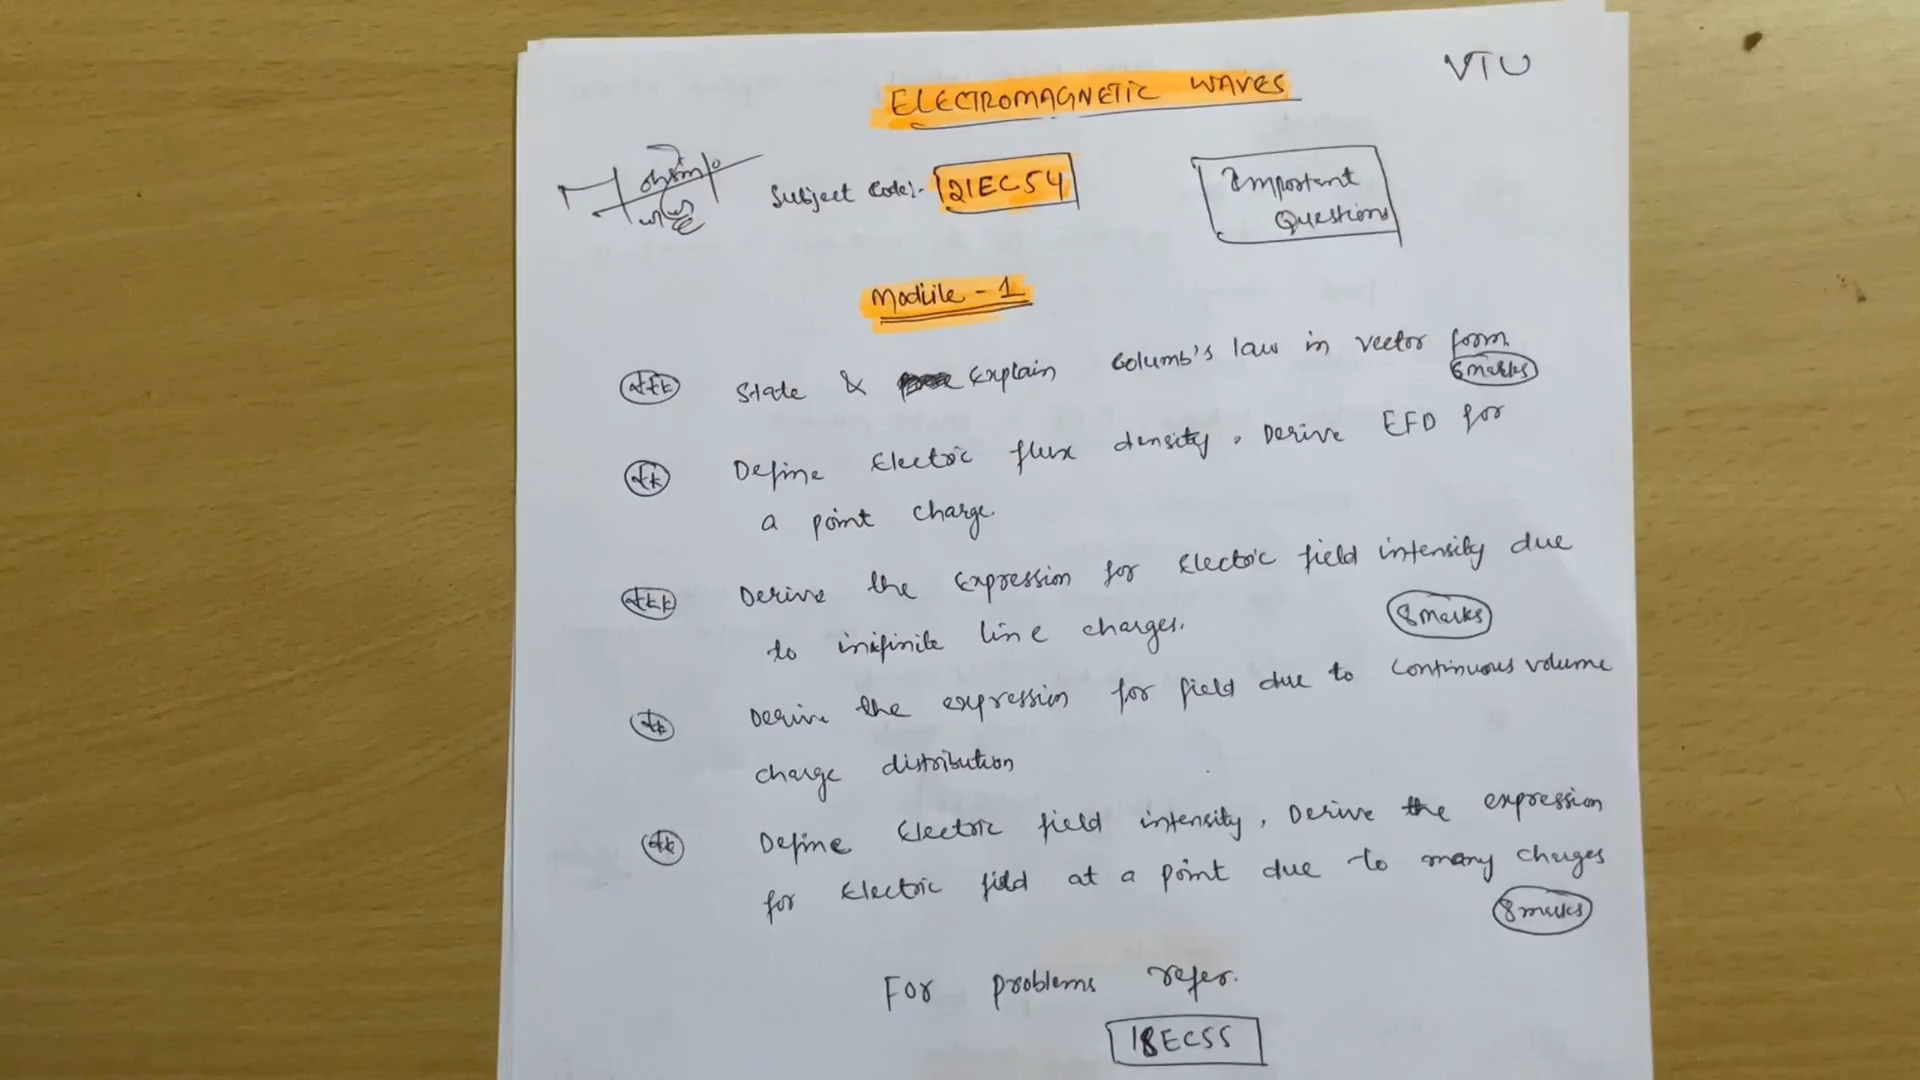 VTU
ELECTROMAGNETIC WAVES
Subject Code:- 21EC54
Important
Questions
Module - 1
State & Explain Columb's law in vector form
6 marks
Define Electric flux density, Derive EFD for
a point charge.
Derive the Expression for Electric field intensity due
to inifinite line charges.
8 marks
Derive the expression for field due to continuous volume
charge distribution
Define Electric field intensity, Derive the expression
for Electric field at a point due to many charges
8 marks
For problems refer.
18EC55